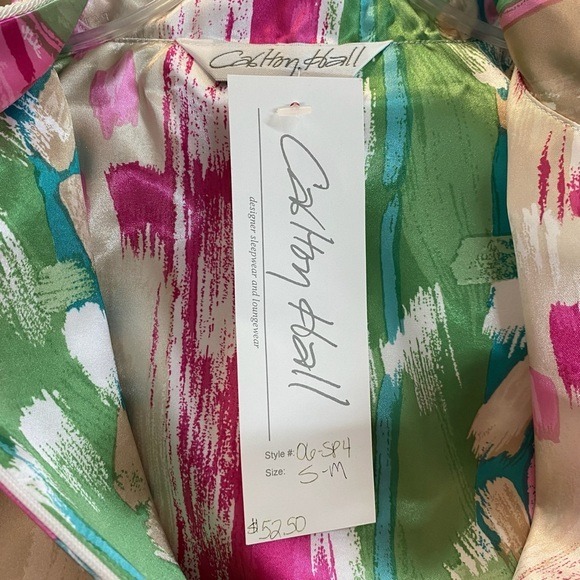 Carlton Hall
Carlton Hall
designer sleepwear and loungewear
Style #: 06-SP4
Size: S-M
$52.50